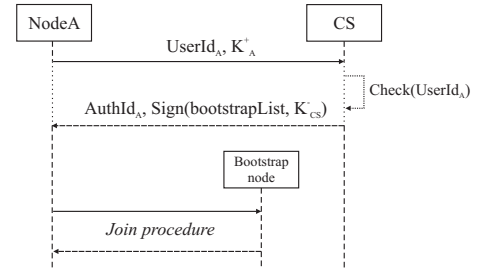 NodeA CS
UserId_A, K^+_A
Check(UserId_A)
AuthId_A, Sign(bootstrapList, K^-_CS)
Bootstrap
node
Join procedure